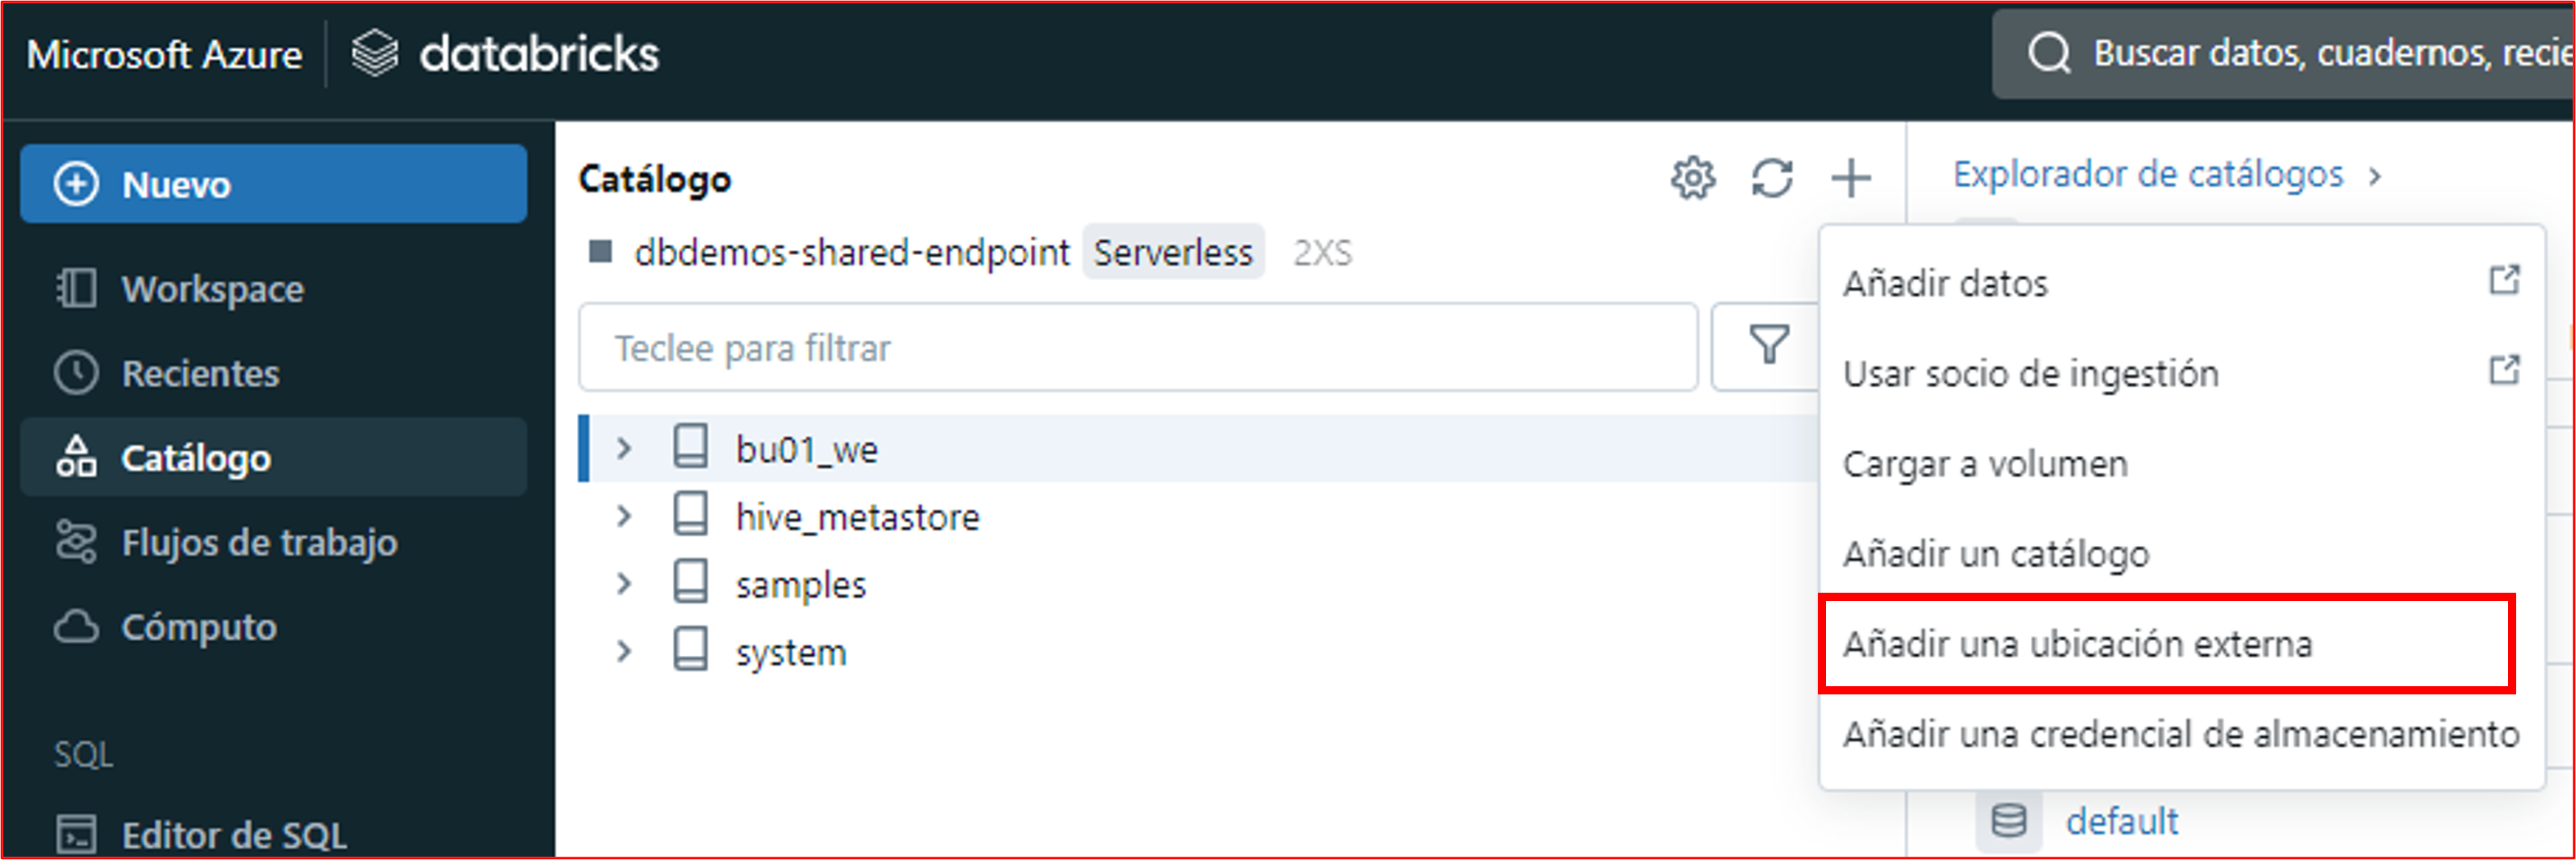 Microsoft Azure databricks
Buscar datos, cuadernos, recie
Nuevo
Workspace
Recientes
Catálogo
Flujos de trabajo
Cómputo
SQL
Editor de SQL
Catálogo
dbdemos-shared-endpoint Serverless 2XS
Teclee para filtrar
bu01_we
hive_metastore
samples
system
Explorador de catálogos
Añadir datos
Usar socio de ingestión
Cargar a volumen
Añadir un catálogo
Añadir una ubicación externa
Añadir una credencial de almacenamiento
default